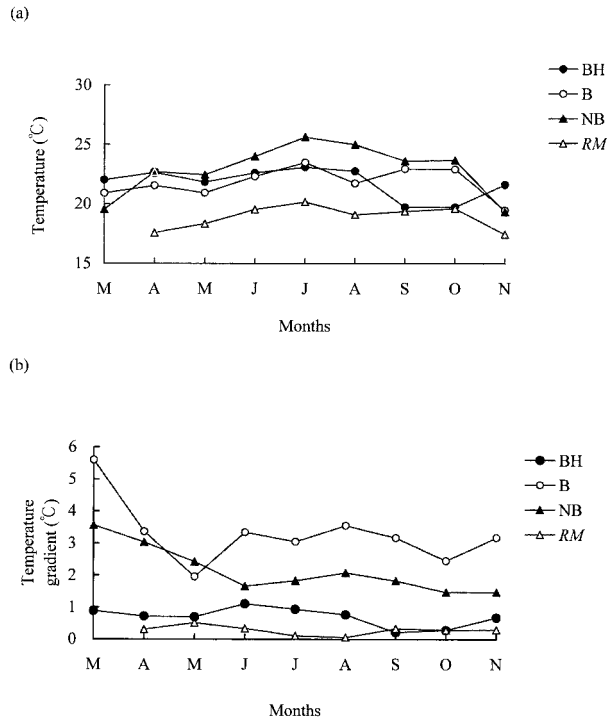 (a)
BH
B
NB
RM
30
25
20
15
Temperature (℃)
M A M J J A S O N
Months
(b)
BH
B
NB
RM
6
5
4
3
2
1
0
Temperature
gradient (℃)
M A M J J A S O N
Months